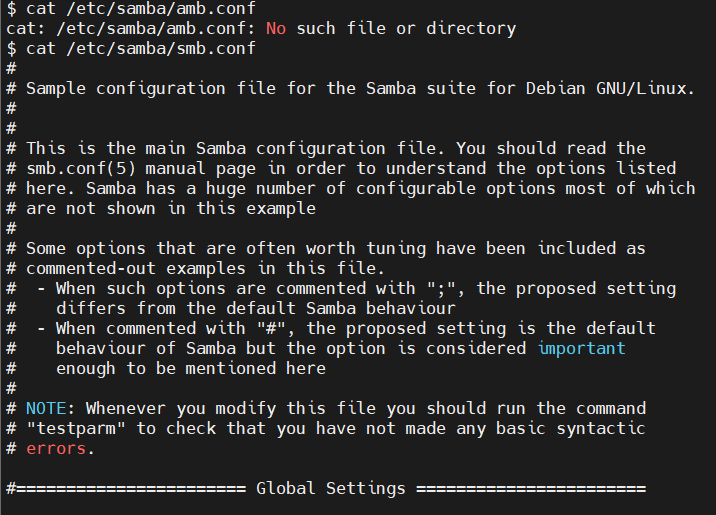 $ cat /etc/samba/amb.conf
cat: /etc/samba/amb.conf: No such file or directory
$ cat /etc/samba/smb.conf
#
# Sample configuration file for the Samba suite for Debian GNU/Linux.
#
#
# This is the main Samba configuration file. You should read the
# smb.conf(5) manual page in order to understand the options listed
# here. Samba has a huge number of configurable options most of which
# are not shown in this example
#
# Some options that are often worth tuning have been included as
# commented-out examples in this file.
#  - When such options are commented with ";", the proposed setting
#    differs from the default Samba behaviour
#  - When commented with "#", the proposed setting is the default
#    behaviour of Samba but the option is considered important
#    enough to be mentioned here
#
# NOTE: Whenever you modify this file you should run the command
# "testparm" to check that you have not made any basic syntactic
# errors.

#======================= Global Settings =======================